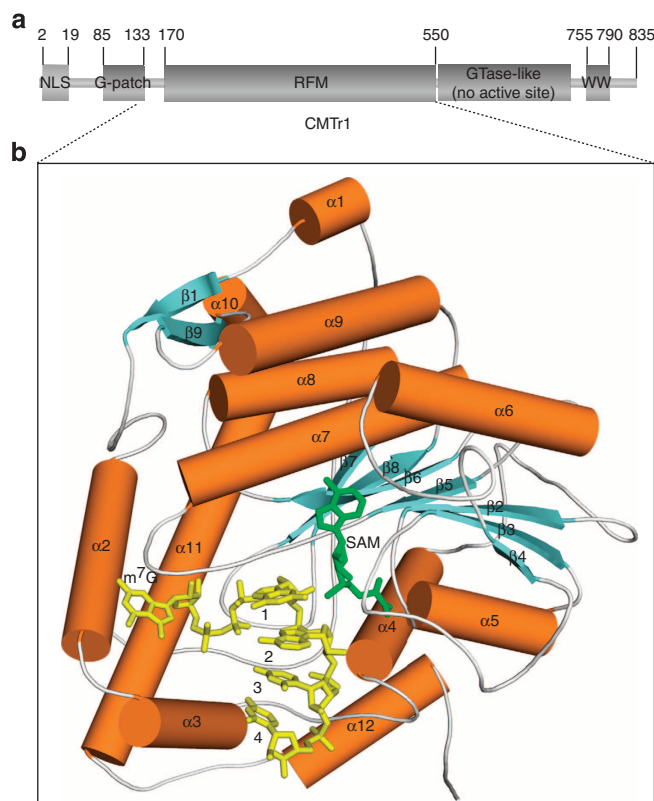 a
2 19 85 133 170 550 755 790 835
NLS G-patch RFM GTase-like (no active site) WW
CMTr1
b
α1
β1
α10
β9
α9
α8
α6
α7
β7
β8
β6
β5
β2
β3
β4
α2
α11
SAM
m⁷G
1
α4
α5
2
3
α3
4
α12